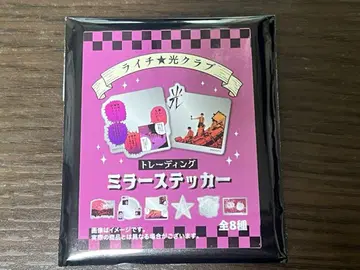 ライチ★光クラブ
光
トレーディング
ミラーステッカー
全8種
画像はイメージです。
実際の商品とは異なる場合がございます。